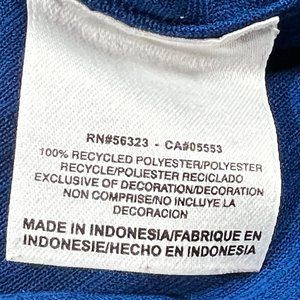 RN#56323 - CA#05553
100% RECYCLED POLYESTER/POLYESTER
RECYCLE/POLIESTER RECICLADO
EXCLUSIVE OF DECORATION/DECORATION
NON COMPRISE/NO INCLUYE LA
DECORACION
MADE IN INDONESIA/FABRIQUE EN
INDONESIE/HECHO EN INDONESIA